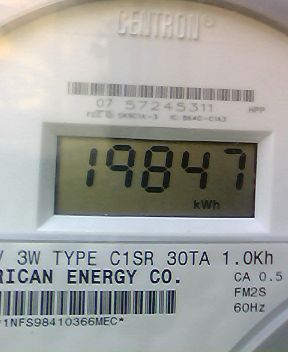 CENTRON
07 57245311 HPP
19847
kWh
V 3W TYPE C1SR 30TA 1.0Kh
RICAN ENERGY CO.
CA 0.5
FM2S
60Hz
*1NFS98410366MEC*